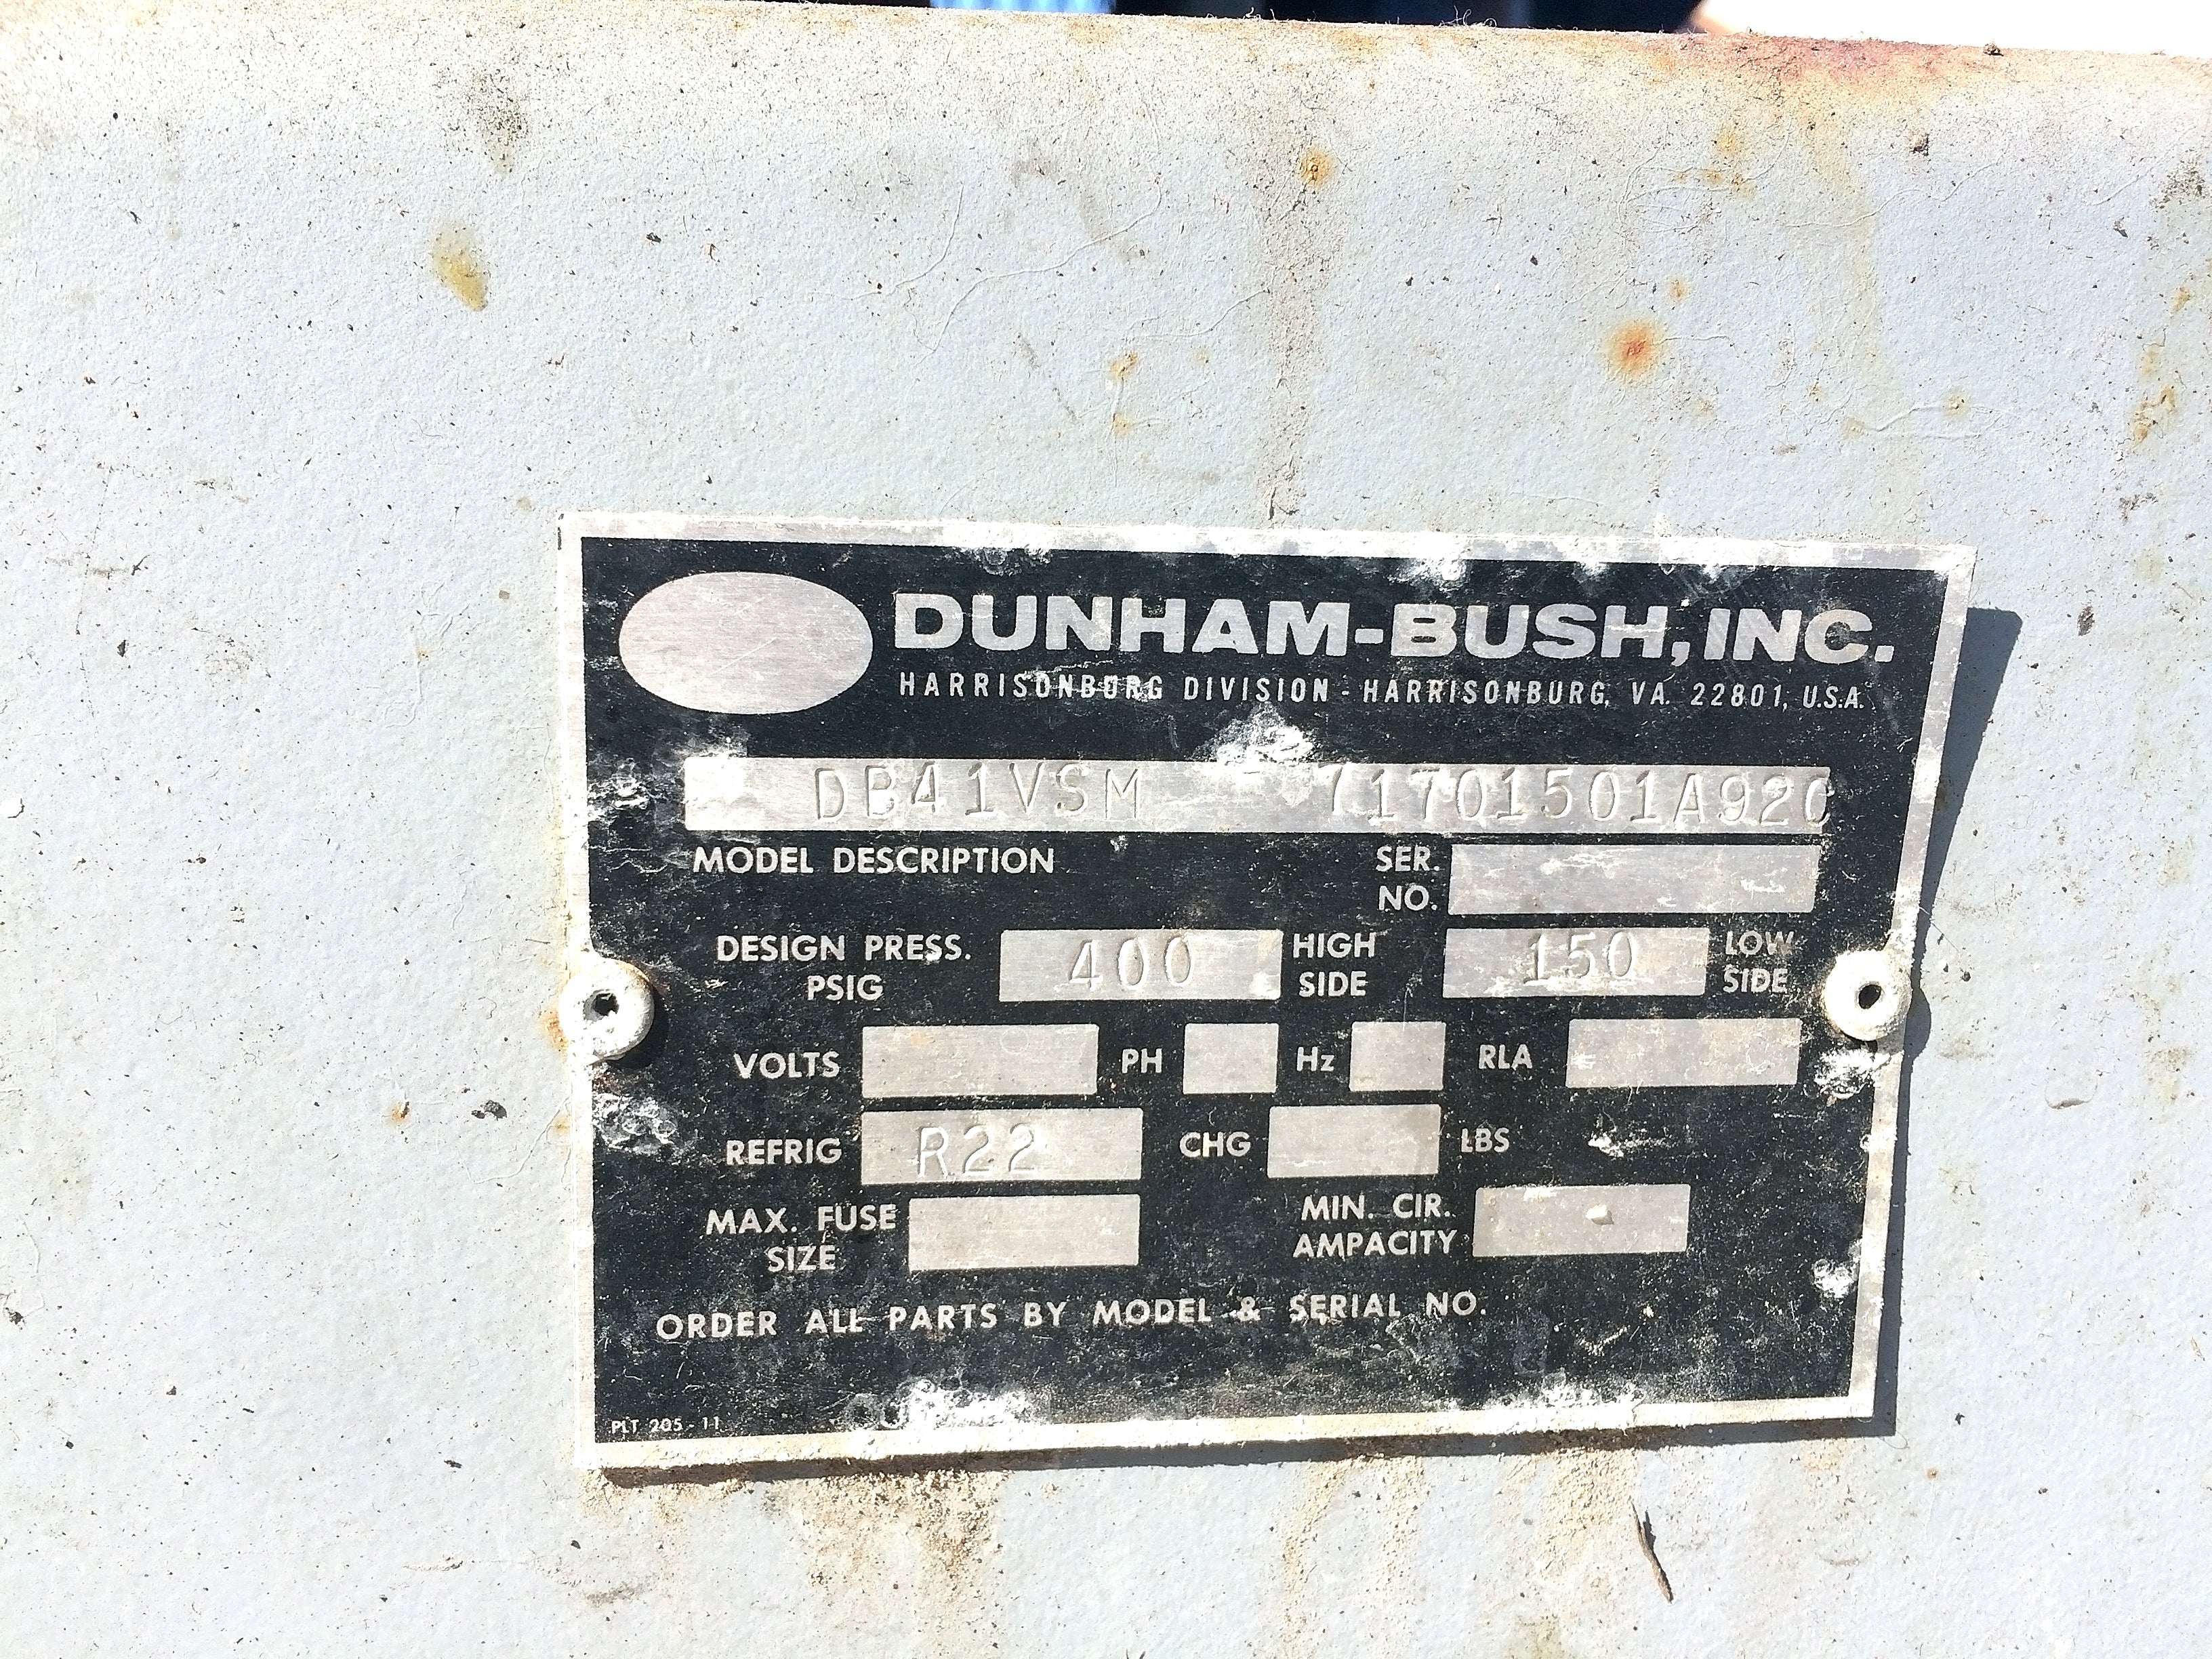 DUNHAM-BUSH, INC.
HARRISONBURG DIVISION - HARRISONBURG, VA. 22801, U.S.A.
DB41VSM 71701501A92C
MODEL DESCRIPTION
SER. NO.
DESIGN PRESS. PSIG 400 HIGH SIDE 150 LOW SIDE
VOLTS PH Hz RLA
REFRIG R22 CHG LBS
MAX. FUSE SIZE MIN. CIR. AMPACITY
ORDER ALL PARTS BY MODEL & SERIAL NO.
PLT 205-11